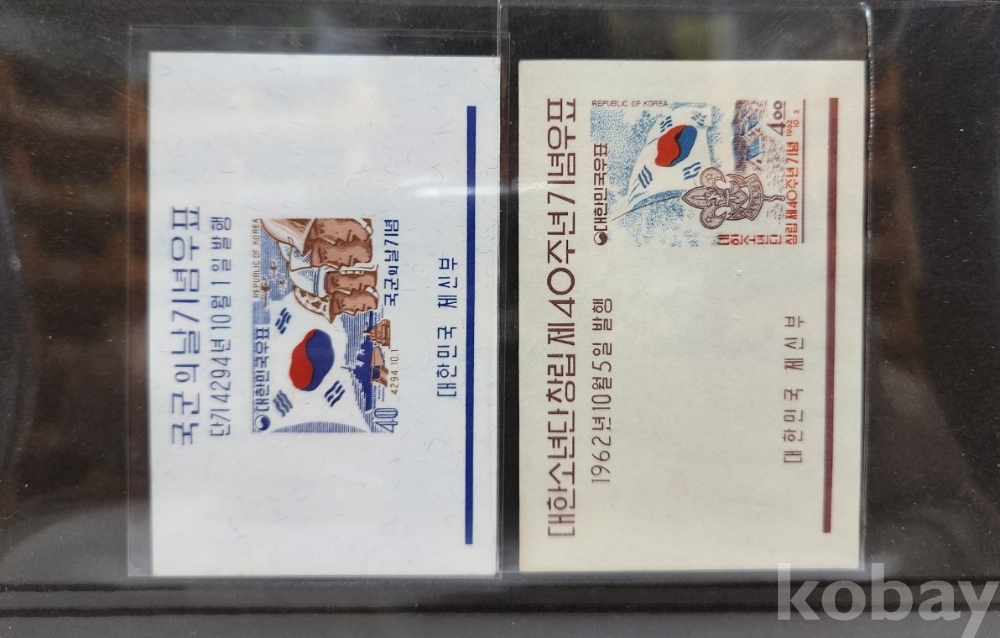 국군의날기념우표
단기4294년10월1일발행
REPUBLIC OF KOREA
대한민국우표
국군의날기념
4294.10.1
40
대한민국 체신부
대한소년단창립제40주년기념우표
1962년10월5일발행
REPUBLIC OF KOREA
대한민국우표
4.00
1962
대한소년단
창립제40주년기념
대한민국 체신부
kobay